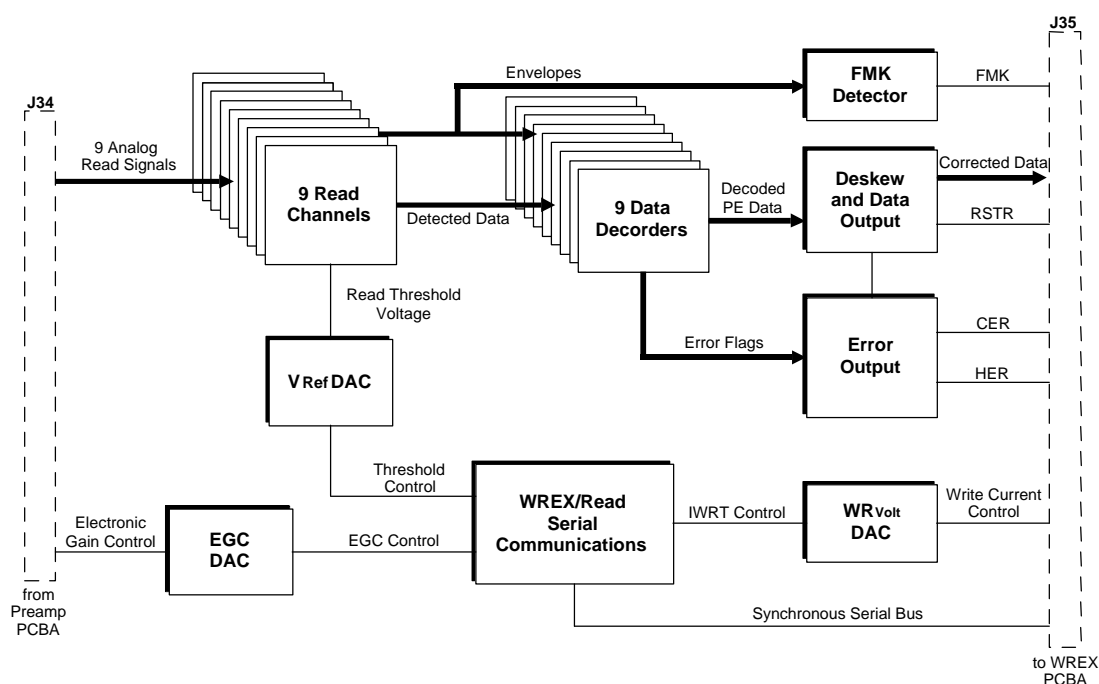 J35
J34
Envelopes
FMK
Detector
FMK
9 Analog
Read Signals
9 Read
Channels
Detected Data
9 Data
Decorders
Decoded
PE Data
Deskew
and Data
Output
Corrected Data
RSTR
Read Threshold
Voltage
Error Flags
Error
Output
CER
HER
VRef DAC
Threshold
Control
WREX/Read
Serial
Communications
IWRT Control
WRVolt
DAC
Write Current
Control
Electronic
Gain Control
EGC
DAC
EGC Control
Synchronous Serial Bus
from
Preamp
PCBA
to WREX
PCBA